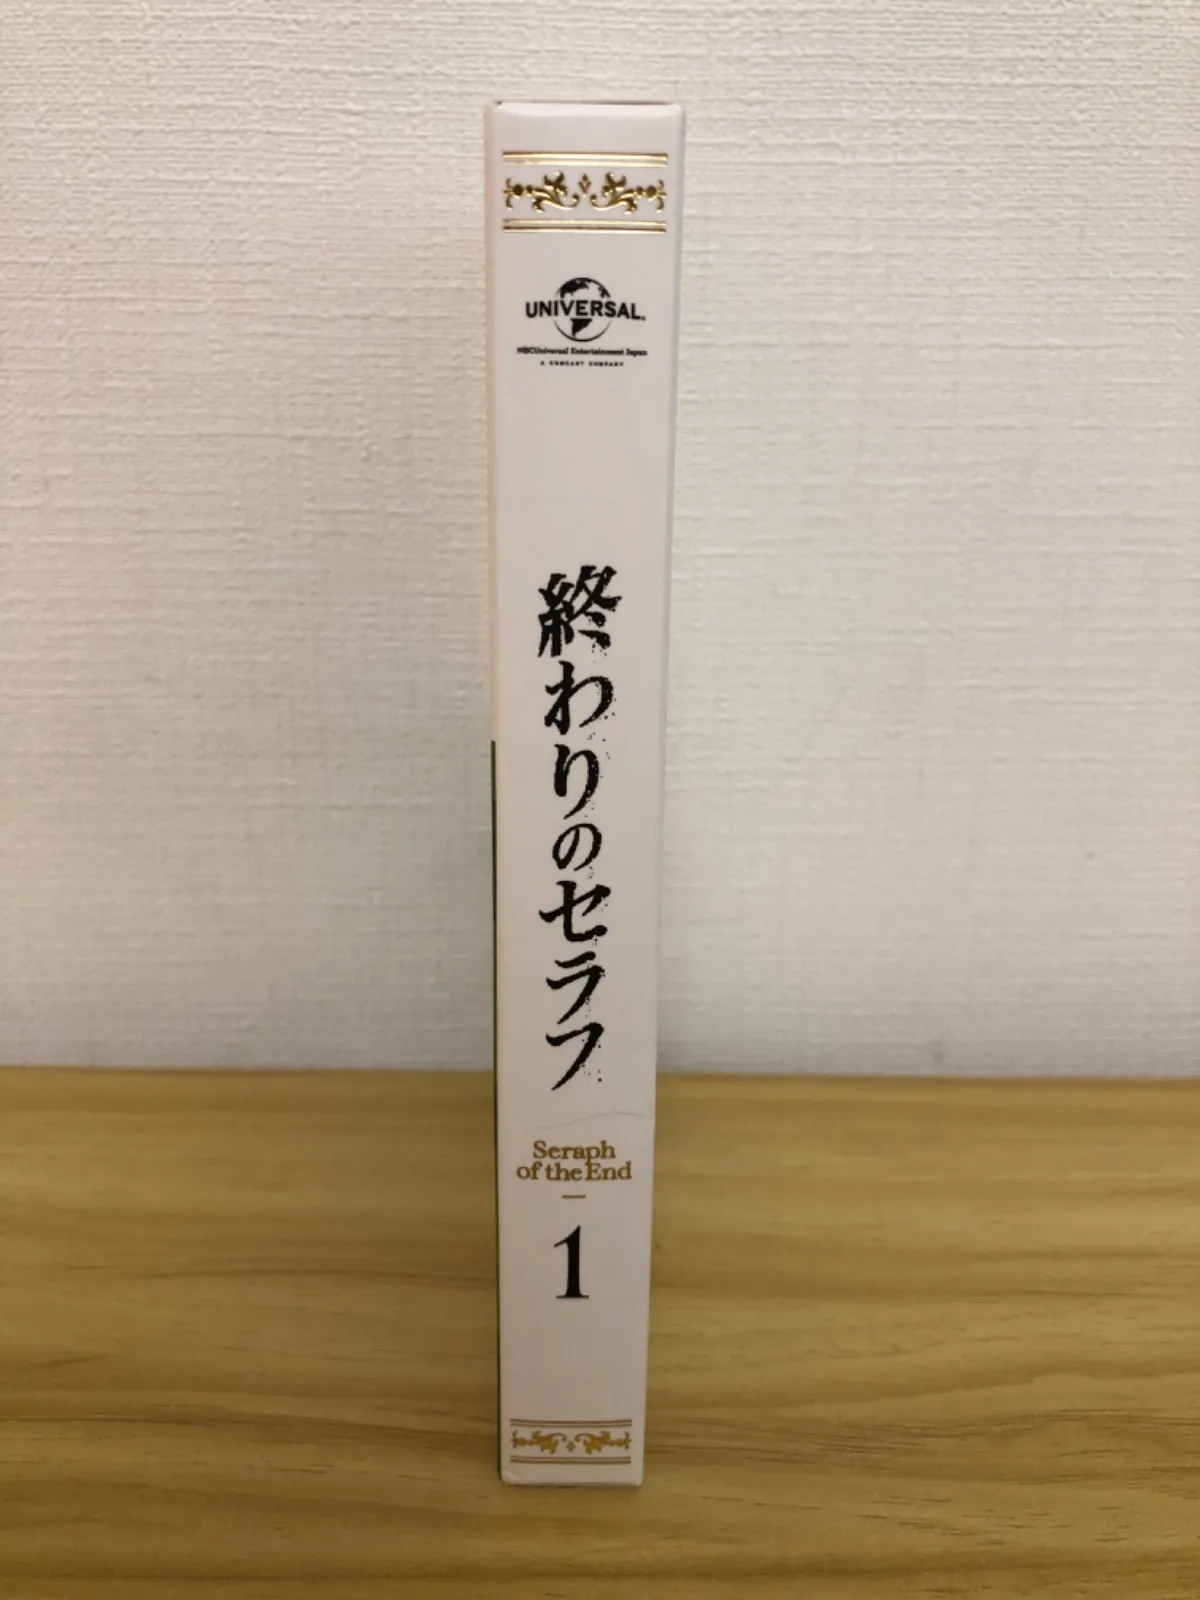 UNIVERSAL
NBCUniversal Entertainment Japan
A COMCAST COMPANY
終わりのセラフ
Seraph
of the End
1